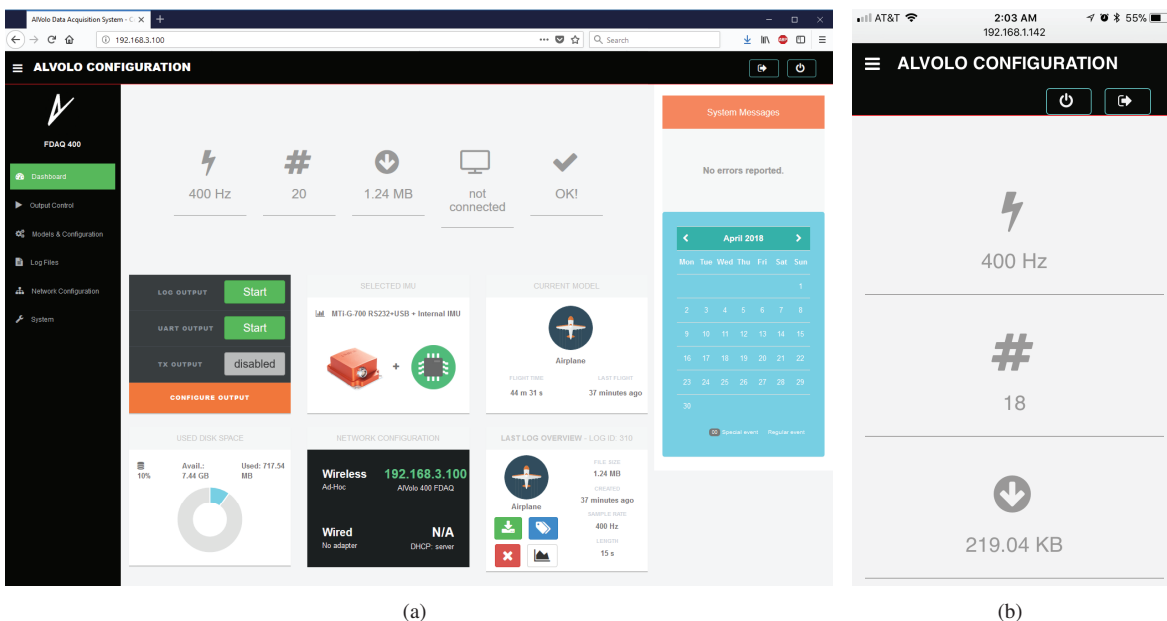 AlVolo Data Acquisition System - C
192.168.3.100
Search
ALVOLO CONFIGURATION
FDAQ 400
Dashboard
Output Control
Models & Configuration
Log Files
Network Configuration
System
400 Hz
20
1.24 MB
not connected
OK!
LOG OUTPUT Start
UART OUTPUT Start
TX OUTPUT disabled
CONFIGURE OUTPUT
SELECTED IMU
MTi-G-700 RS232+USB + Internal IMU
+
CURRENT MODEL
Airplane
FLIGHT TIME LAST FLIGHT
44 m 31 s 37 minutes ago
USED DISK SPACE
10%
Avail.: 7.44 GB
Used: 717.54 MB
NETWORK CONFIGURATION
Wireless 192.168.3.100
Ad-Hoc AlVolo 400 FDAQ
Wired N/A
No adapter DHCP: server
LAST LOG OVERVIEW - LOG ID: 310
Airplane
FILE SIZE
1.24 MB
CREATED
37 minutes ago
SAMPLE RATE
400 Hz
LENGTH
15 s
System Messages
No errors reported.
April 2018
Mon Tue Wed Thu Fri Sat Sun
1
2 3 4 5 6 7 8
9 10 11 12 13 14 15
16 17 18 19 20 21 22
23 24 25 26 27 28 29
30
Special event Regular event
(a)
AT&T 2:03 AM 55%
192.168.1.142
ALVOLO CONFIGURATION
400 Hz
18
219.04 KB
(b)